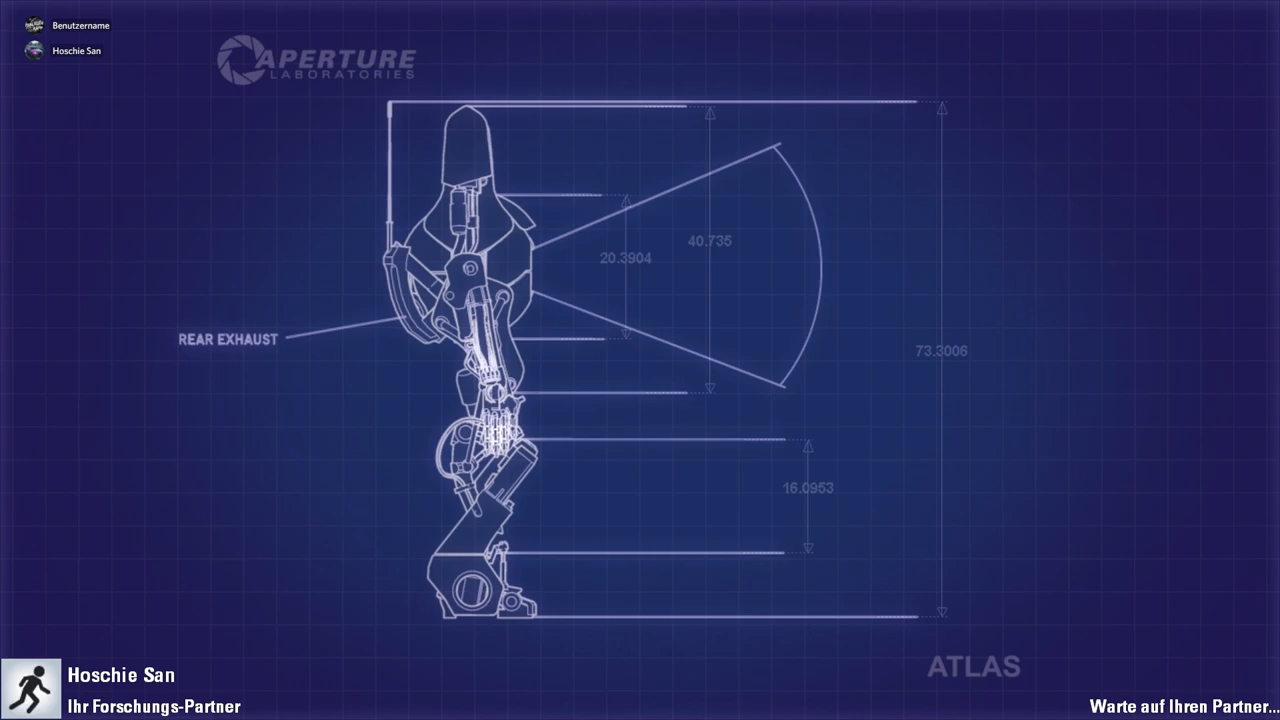 Benutzername
Hoschie San
APERTURE
LABORATORIES
40.735
20.3904
REAR EXHAUST
73.3006
16.0953
ATLAS
Hoschie San
Ihr Forschungs-Partner
Warte auf Ihren Partner...